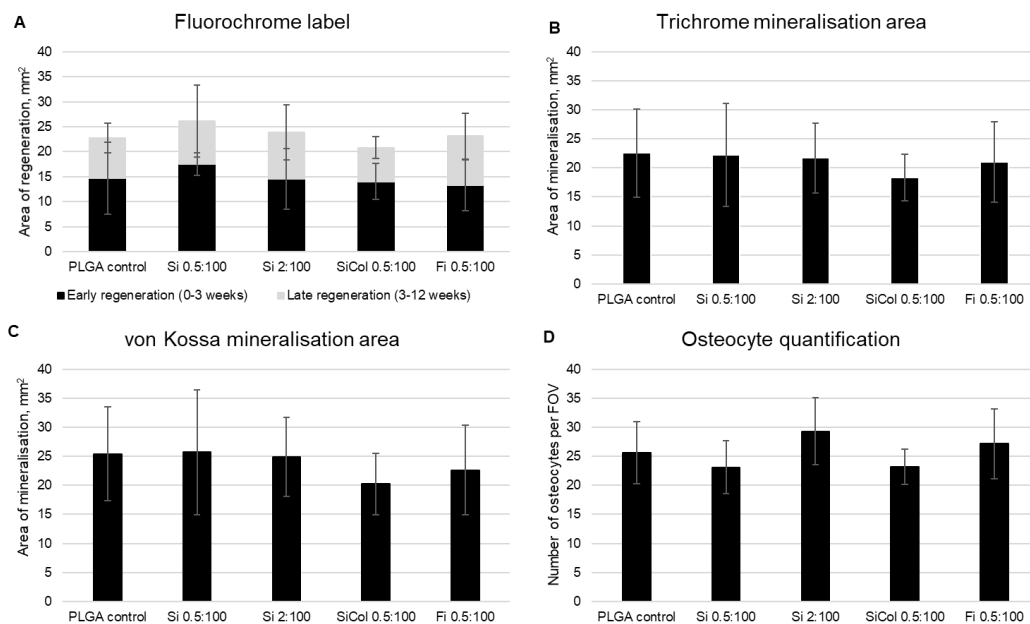 A
Fluorochrome label
Area of regeneration, mm²
40
35
30
25
20
15
10
5
0
PLGA control Si 0.5:100 Si 2:100 SiCol 0.5:100 Fi 0.5:100
Early regeneration (0-3 weeks) Late regeneration (3-12 weeks)
B
Trichrome mineralisation area
Area of mineralisation, mm²
40
35
30
25
20
15
10
5
0
PLGA control Si 0.5:100 Si 2:100 SiCol 0.5:100 Fi 0.5:100
C
von Kossa mineralisation area
Area of mineralisation, mm²
40
35
30
25
20
15
10
5
0
PLGA control Si 0.5:100 Si 2:100 SiCol 0.5:100 Fi 0.5:100
D
Osteocyte quantification
Number of osteocytes per FOV
40
35
30
25
20
15
10
5
0
PLGA control Si 0.5:100 Si 2:100 SiCol 0.5:100 Fi 0.5:100